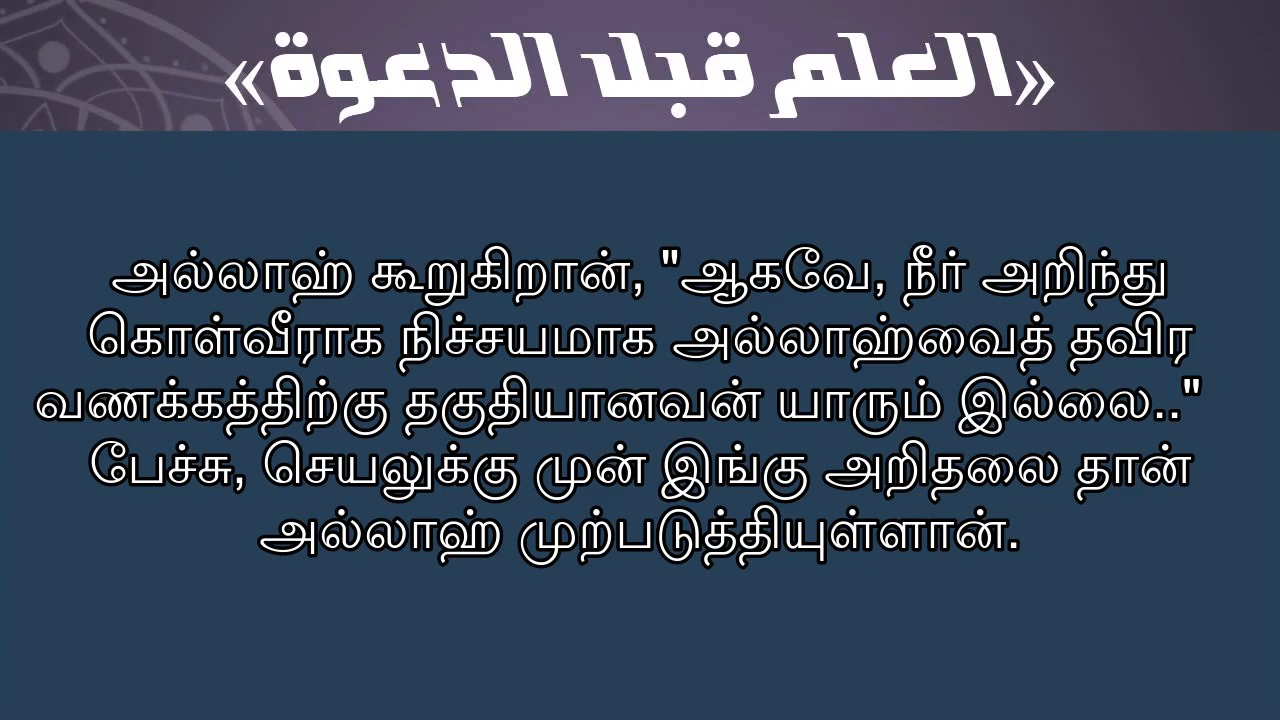 «العلم قبل الدعوة»
அல்லாஹ் கூறுகிறான், "ஆகவே, நீர் அறிந்து
கொள்வீராக நிச்சயமாக அல்லாஹ்வைத் தவிர
வணக்கத்திற்கு தகுதியானவன் யாரும் இல்லை.."
பேச்சு, செயலுக்கு முன் இங்கு அறிதலை தான்
அல்லாஹ் முற்படுத்தியுள்ளான்.